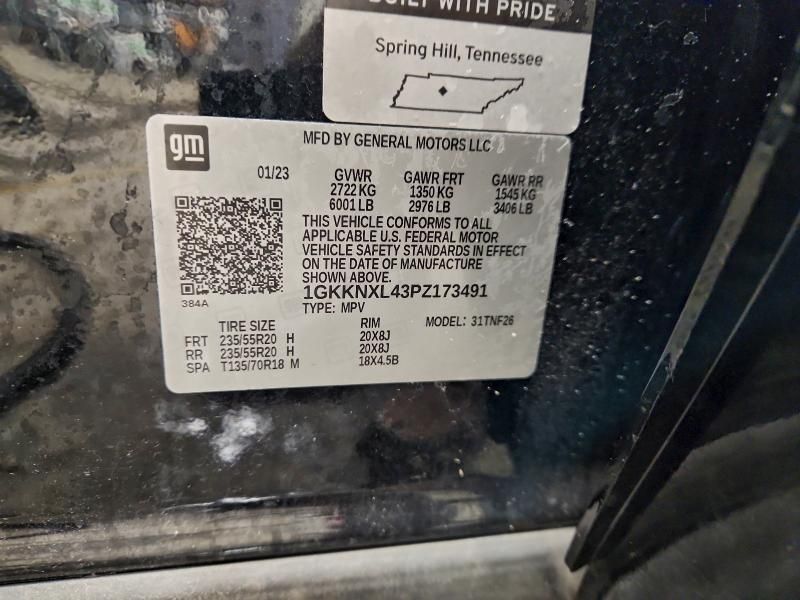 BUILT WITH PRIDE
Spring Hill, Tennessee
gm
MFD BY GENERAL MOTORS LLC
01/23
GVWR GAWR FRT GAWR RR
2722 KG 1350 KG 1545 KG
6001 LB 2976 LB 3406 LB
THIS VEHICLE CONFORMS TO ALL
APPLICABLE U.S. FEDERAL MOTOR
VEHICLE SAFETY STANDARDS IN EFFECT
ON THE DATE OF MANUFACTURE
SHOWN ABOVE.
384A
1GKKNXL43PZ173491
TYPE: MPV
TIRE SIZE RIM MODEL: 31TNF26
FRT 235/55R20 H 20X8J
RR 235/55R20 H 20X8J
SPA T135/70R18 M 18X4.5B